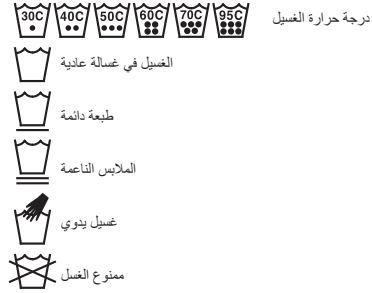 30C 40C 50C 60C 70C 95C درجة حرارة الغسيل
الغسيل في غسالة عادية
طبعة دائمة
الملابس الناعمة
غسيل يدوي
ممنوع الغسل